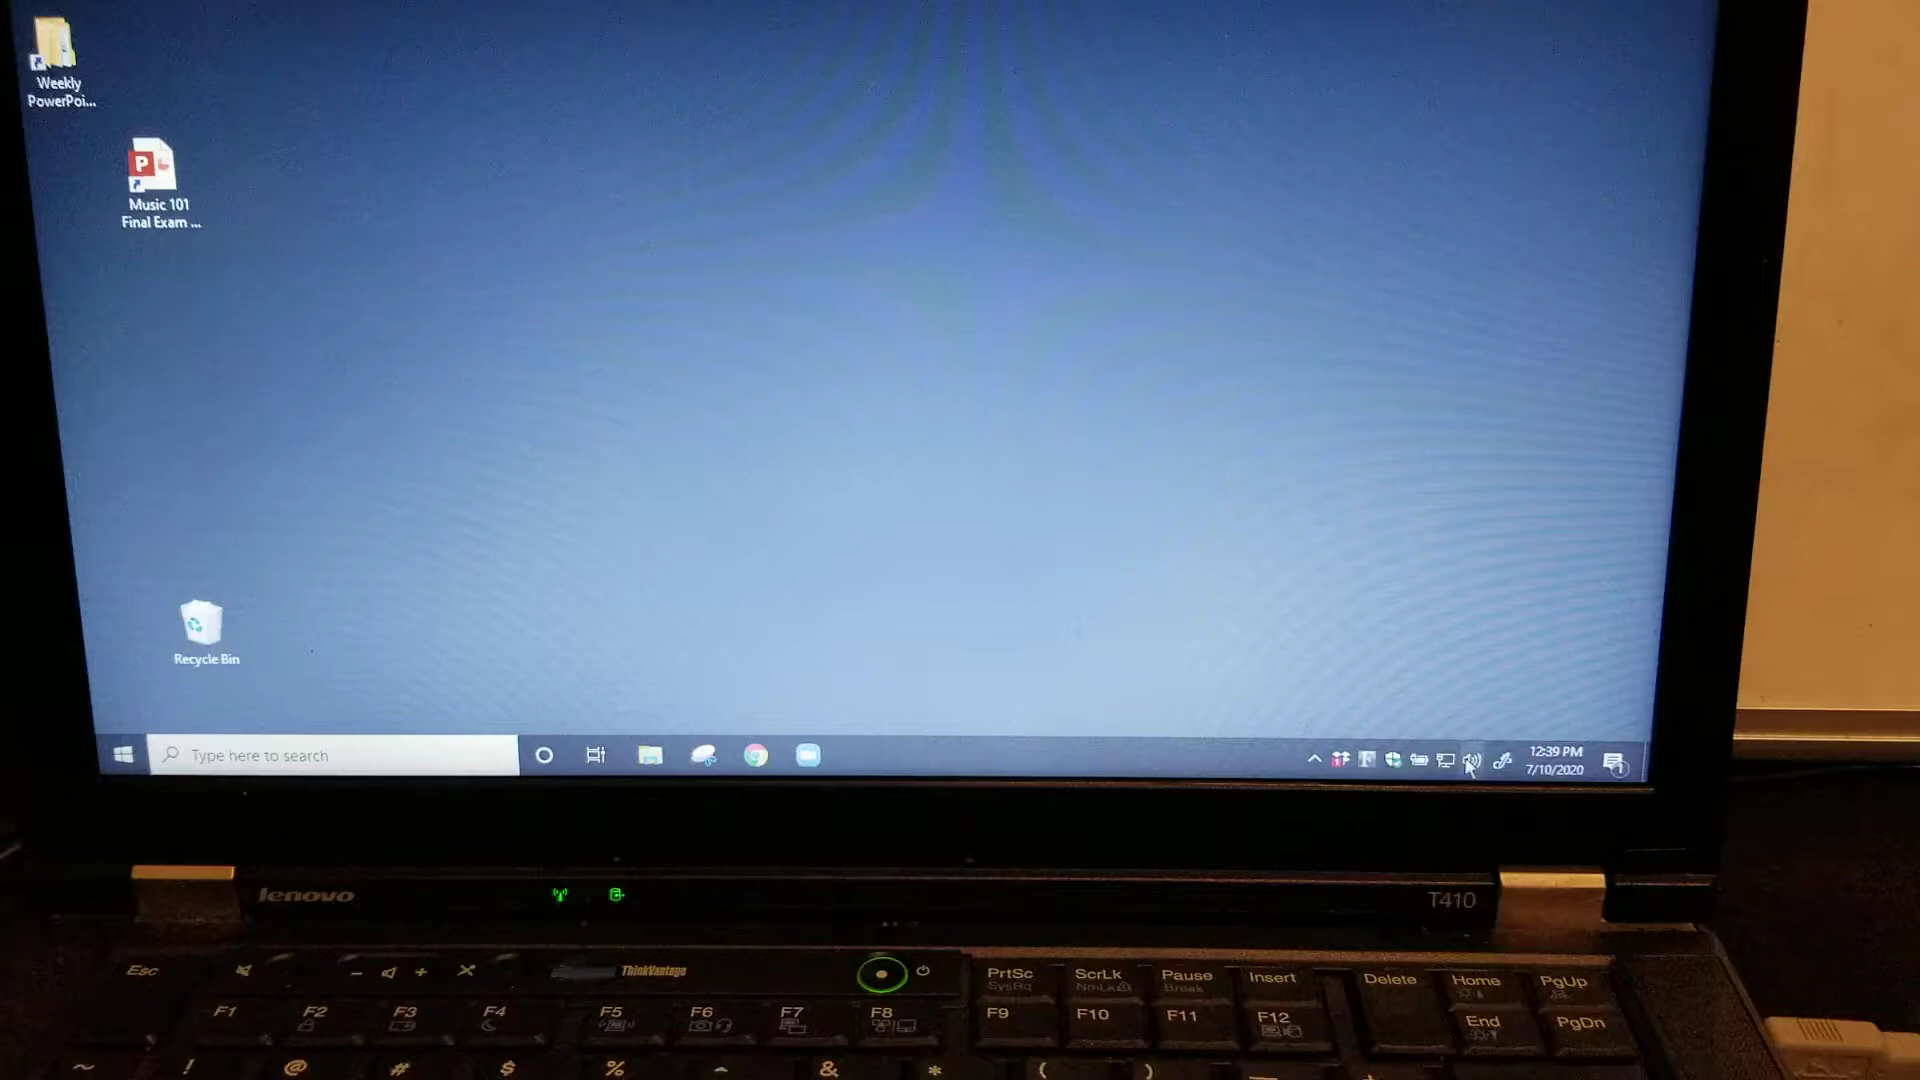 Weekly
PowerPoi...
Music 101
Final Exam ...
Recycle Bin
Type here to search
12:39 PM
7/10/2020
lenovo
T410
Esc
ThinkVantage
PrtSc
SysRq
ScrLk
NmLk
Pause
Break
Insert
Delete
Home
PgUp
F1 F2 F3 F4 F5 F6 F7 F8 F9 F10 F11 F12
End
PgDn
~ ! @ # $ % ^ & * ( )